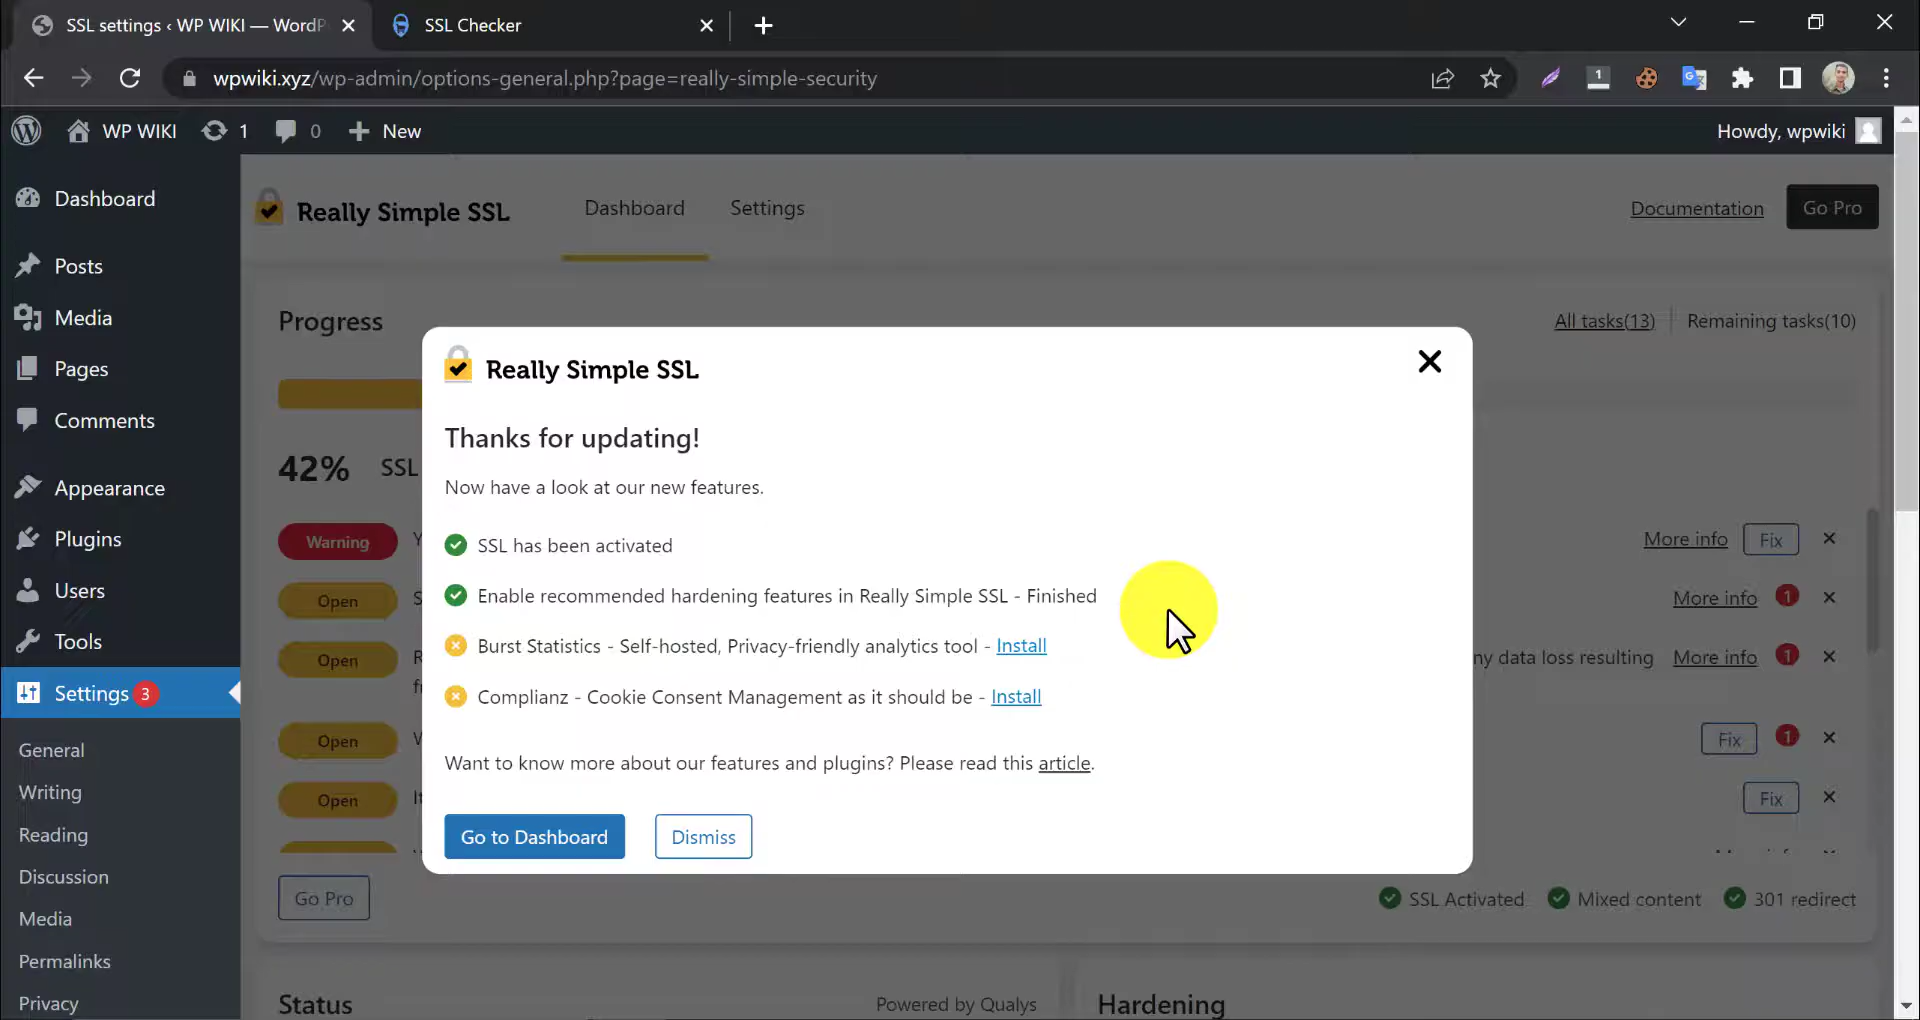 SSL settings ‹ WP WIKI — WordP
SSL Checker
wpwiki.xyz/wp-admin/options-general.php?page=really-simple-security
1
WP WIKI
1
0
New
Howdy, wpwiki
Dashboard
Posts
Media
Pages
Comments
Appearance
Plugins
Users
Tools
Settings 3
General
Writing
Reading
Discussion
Media
Permalinks
Privacy
Really Simple SSL
Dashboard
Settings
Documentation
Go Pro
Progress
All tasks(13)
Remaining tasks(10)
42%
SSL
Warning
More info
Fix
Open
More info
1
Open
ny data loss resulting
More info
1
Open
Fix
1
Open
Fix
Go Pro
SSL Activated
Mixed content
301 redirect
Status
Powered by Qualys
Hardening
Really Simple SSL
Thanks for updating!
Now have a look at our new features.
SSL has been activated
Enable recommended hardening features in Really Simple SSL - Finished
Burst Statistics - Self-hosted, Privacy-friendly analytics tool - Install
Complianz - Cookie Consent Management as it should be - Install
Want to know more about our features and plugins? Please read this article.
Go to Dashboard
Dismiss